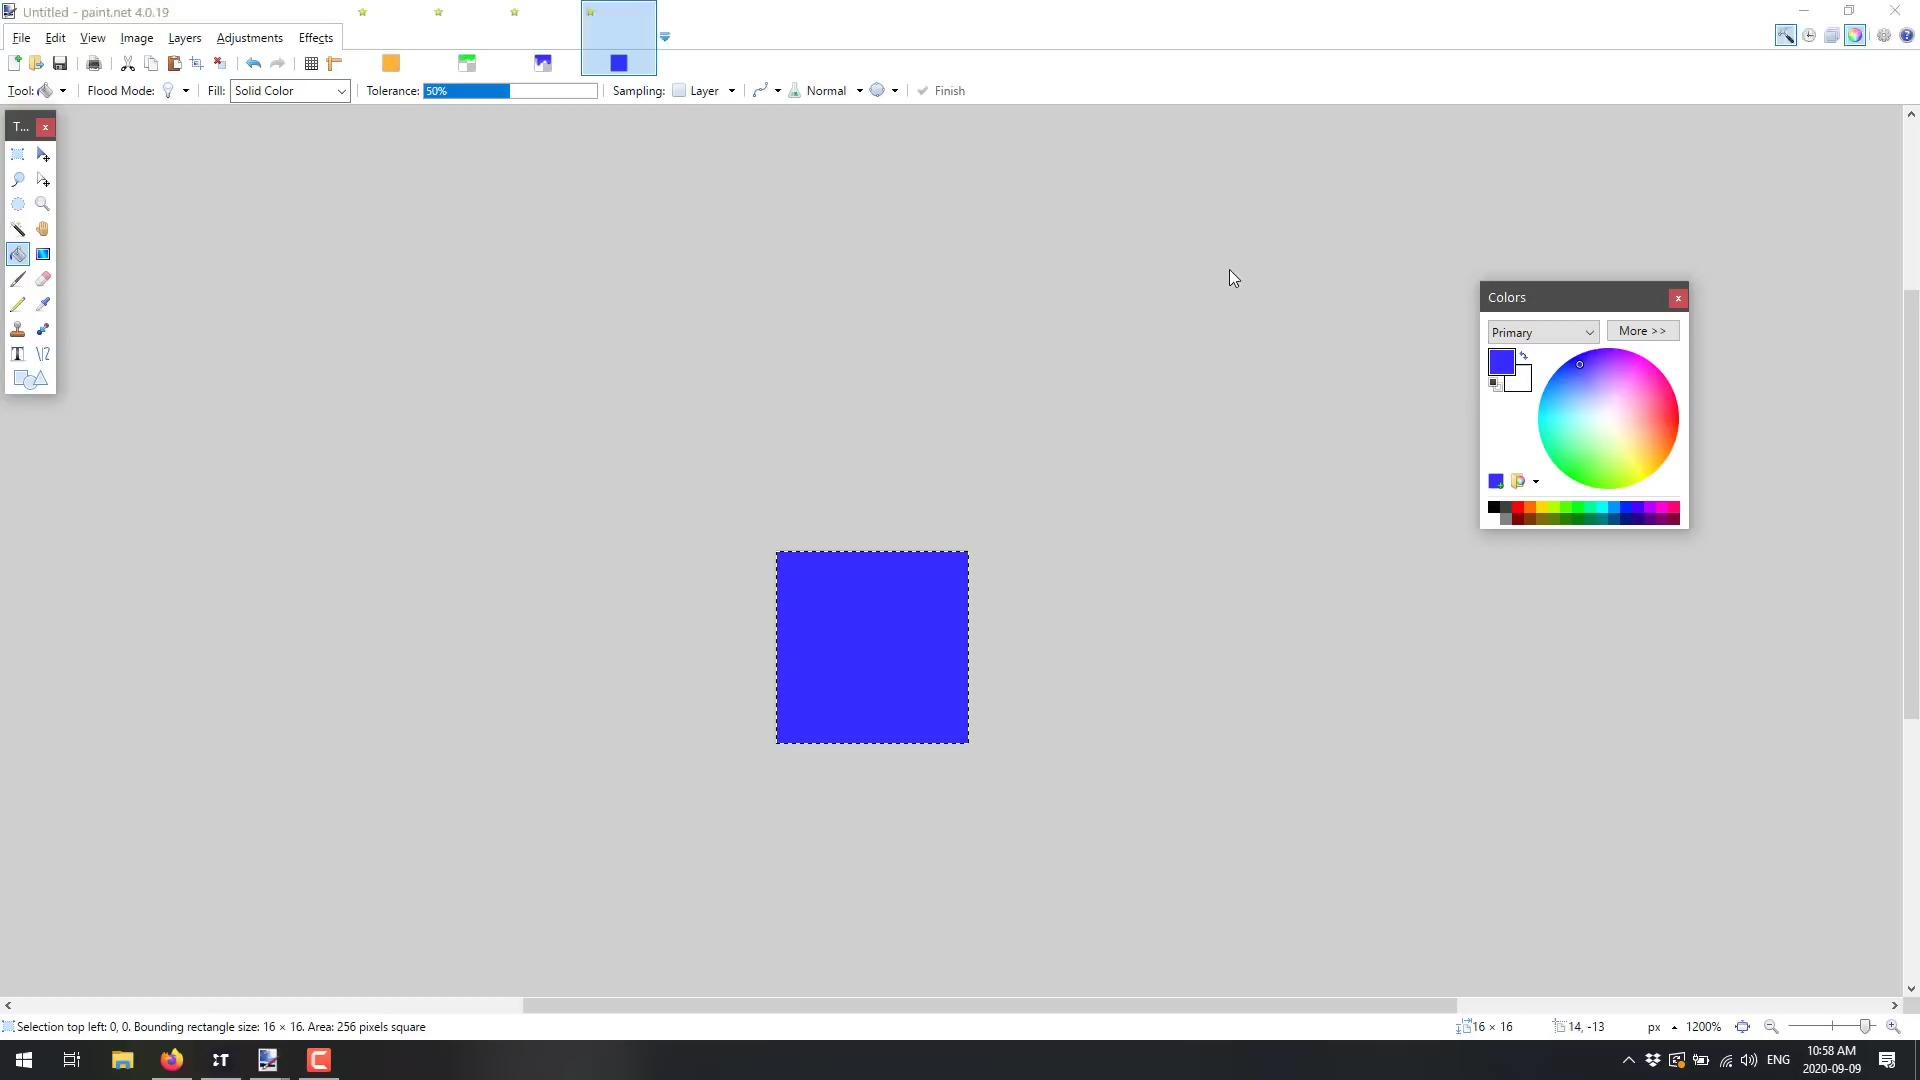 Untitled - paint.net 4.0.19
File Edit View Image Layers Adjustments Effects
Tool: Flood Mode: Fill: Solid Color Tolerance: 50% Sampling: Layer Normal Finish
T...
Colors
Primary More >>
Selection top left: 0, 0. Bounding rectangle size: 16 × 16. Area: 256 pixels square
16 × 16 14, -13 px 1200%
ENG 10:58 AM
2020-09-09